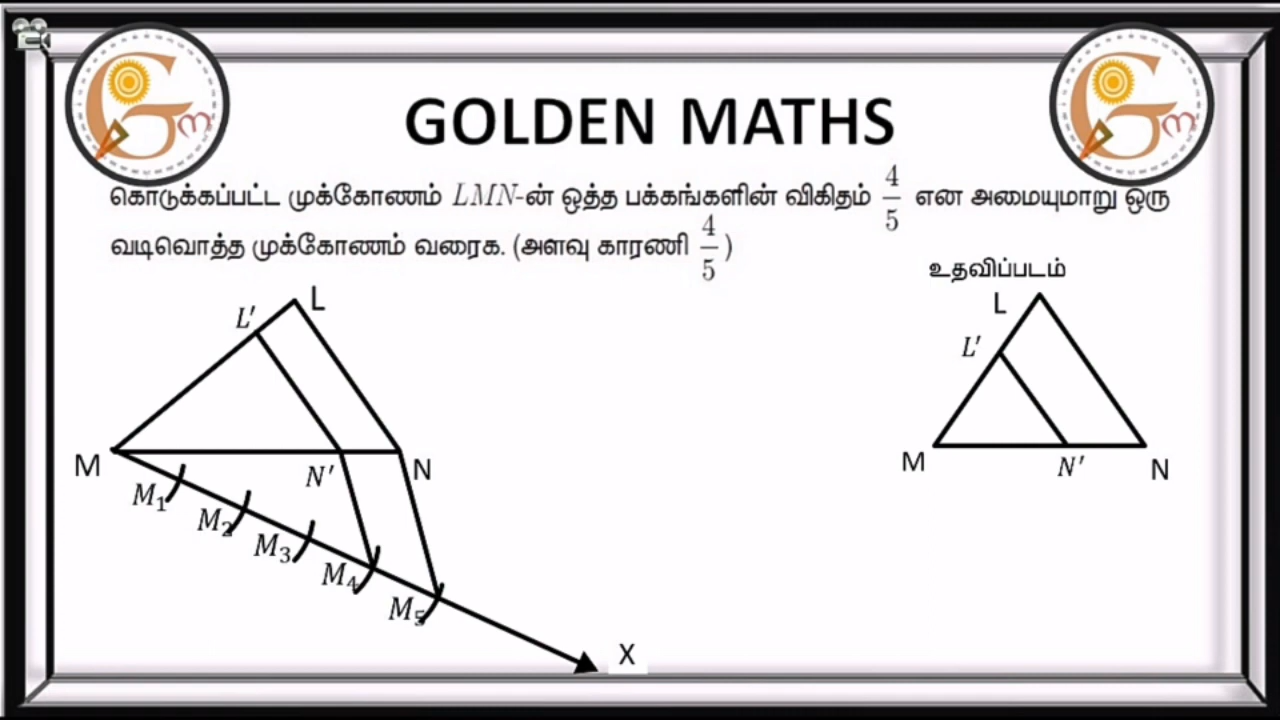 GOLDEN MATHS
கொடுக்கப்பட்ட முக்கோணம் LMN-ன் ஒத்த பக்கங்களின் விகிதம் 4/5 என அமையுமாறு ஒரு
வடிவொத்த முக்கோணம் வரைக. (அளவு காரணி 4/5)
உதவிப்படம்
L
L'
M
N'
N
M₁
M₂
M₃
M₄
M₅
X
L
L'
M
N'
N